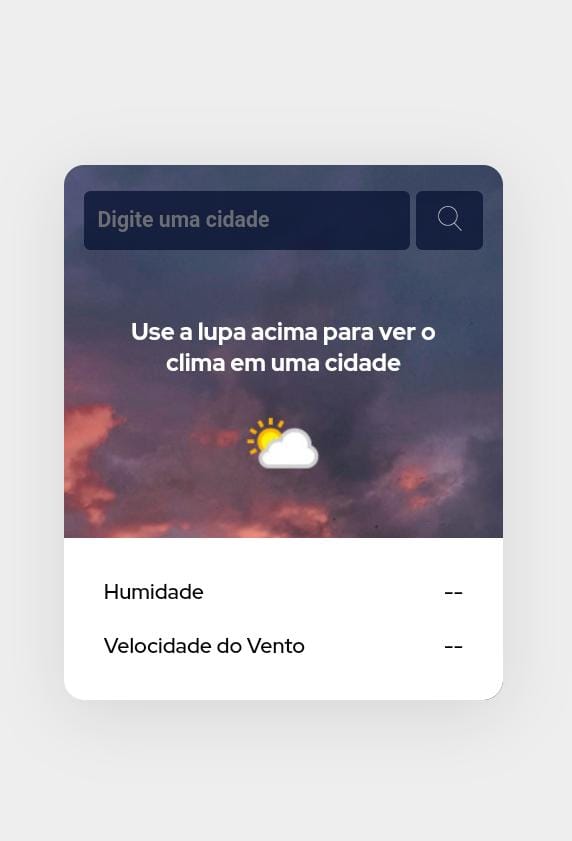 Digite uma cidade
Use a lupa acima para ver o
clima em uma cidade
Humidade --
Velocidade do Vento --